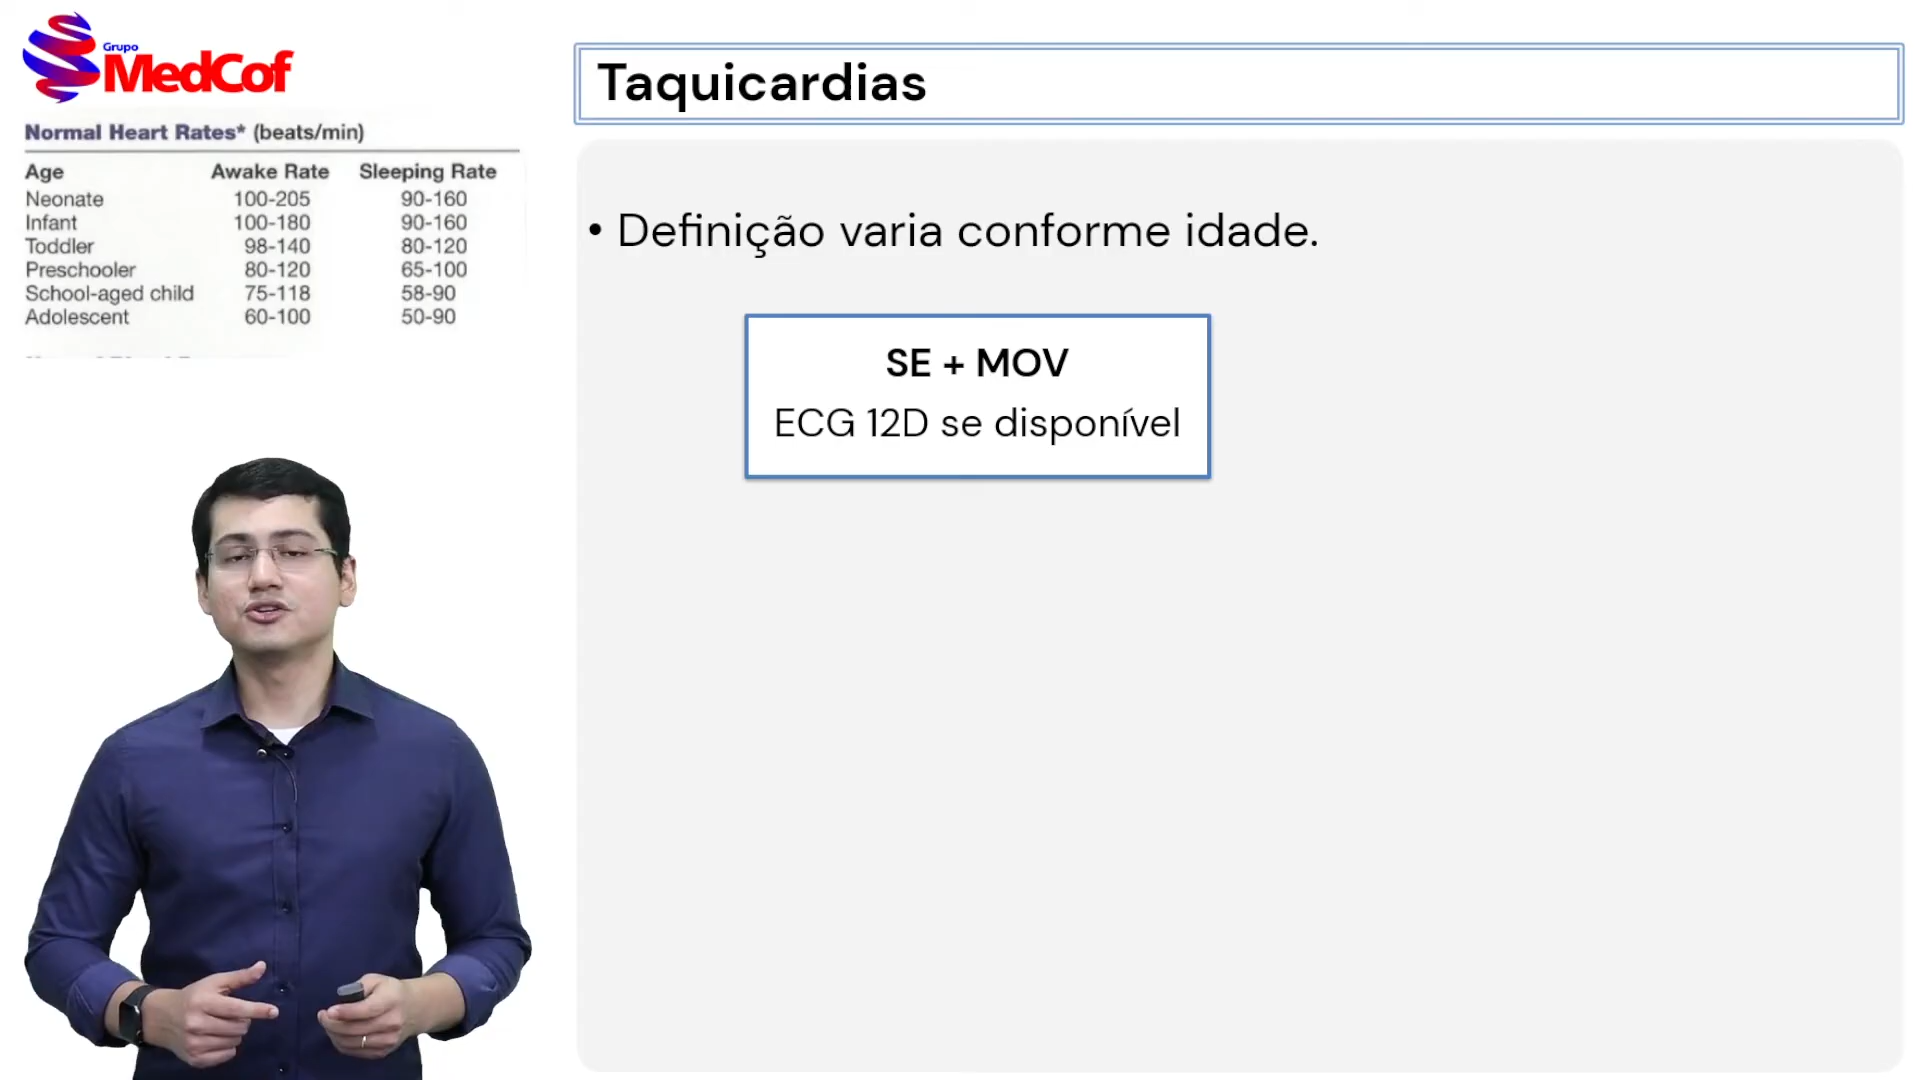 Grupo
MedCof
Taquicardias
Normal Heart Rates* (beats/min)
Age Awake Rate Sleeping Rate
Neonate 100-205 90-160
Infant 100-180 90-160
Toddler 98-140 80-120
Preschooler 80-120 65-100
School-aged child 75-118 58-90
Adolescent 60-100 50-90
• Definição varia conforme idade.
SE + MOV
ECG 12D se disponível